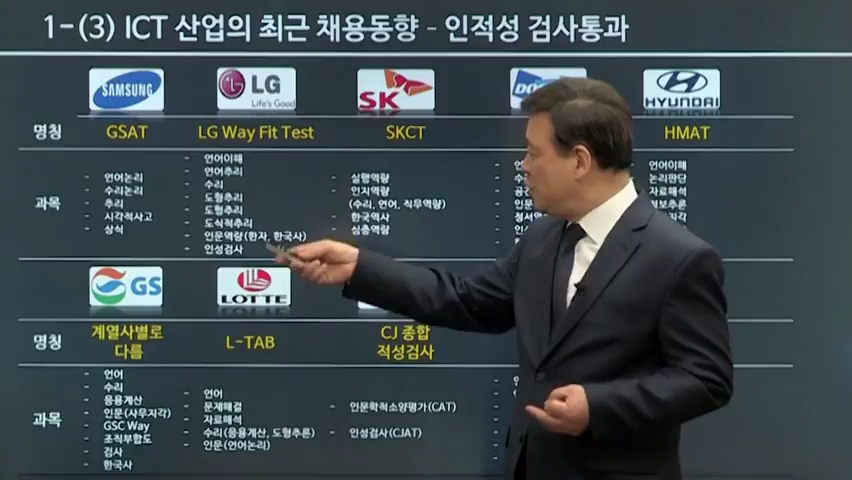 1-(3) ICT 산업의 최근 채용동향 - 인적성 검사통과
SAMSUNG
LG
Life's Good
SK
HYUNDAI
명칭
GSAT
LG Way Fit Test
SKCT
HMAT
과목
- 언어논리
- 수리논리
- 추리
- 시각적사고
- 상식
- 언어이해
- 언어추리
- 수리
- 도형추리
- 도형추리
- 도식적추리
- 인문역량(한자, 한국사)
- 인성검사
- 실행역량
- 인지역량
(수리, 언어, 직무역량)
- 한국역사
- 심층역량
언어이해
논리판단
자료해석
정보추론
GS
LOTTE
명칭
계열사별로
다름
L-TAB
CJ 종합
적성검사
과목
- 언어
- 수리
- 응용계산
- 인문(사무지각)
- GSC Way
- 조직부합도
- 검사
- 한국사
- 언어
- 문제해결
- 자료해석
- 수리(응용계산, 도형추론)
- 인문(언어논리)
- 인문학적소양평가(CAT)
- 인성검사(CJAT)